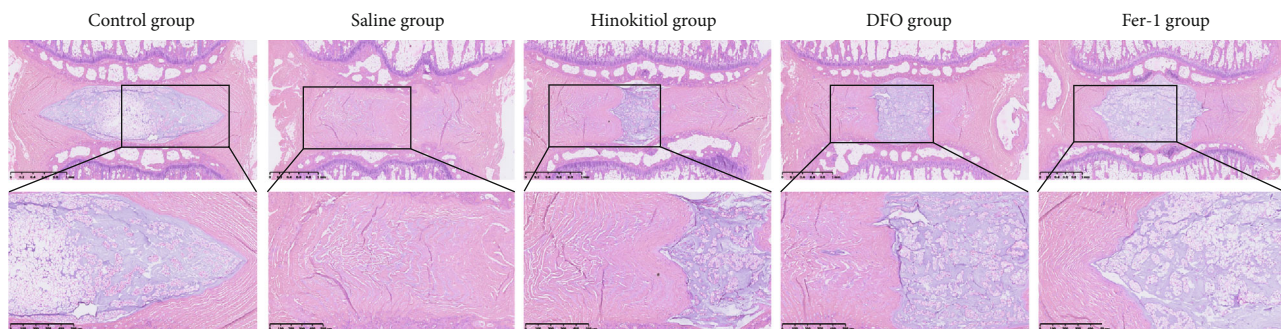 Control group
Saline group
Hinokitiol group
DFO group
Fer-1 group